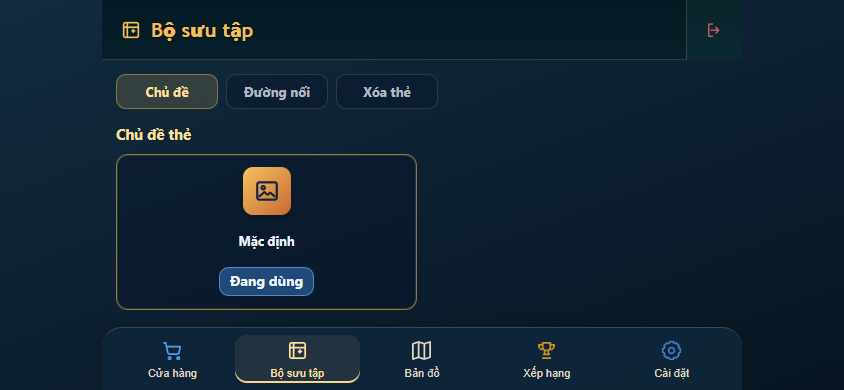 Bộ sưu tập
Chủ đề
Đường nối
Xóa thẻ
Chủ đề thẻ
Mặc định
Đang dùng
Cửa hàng
Bộ sưu tập
Bản đồ
Xếp hạng
Cài đặt